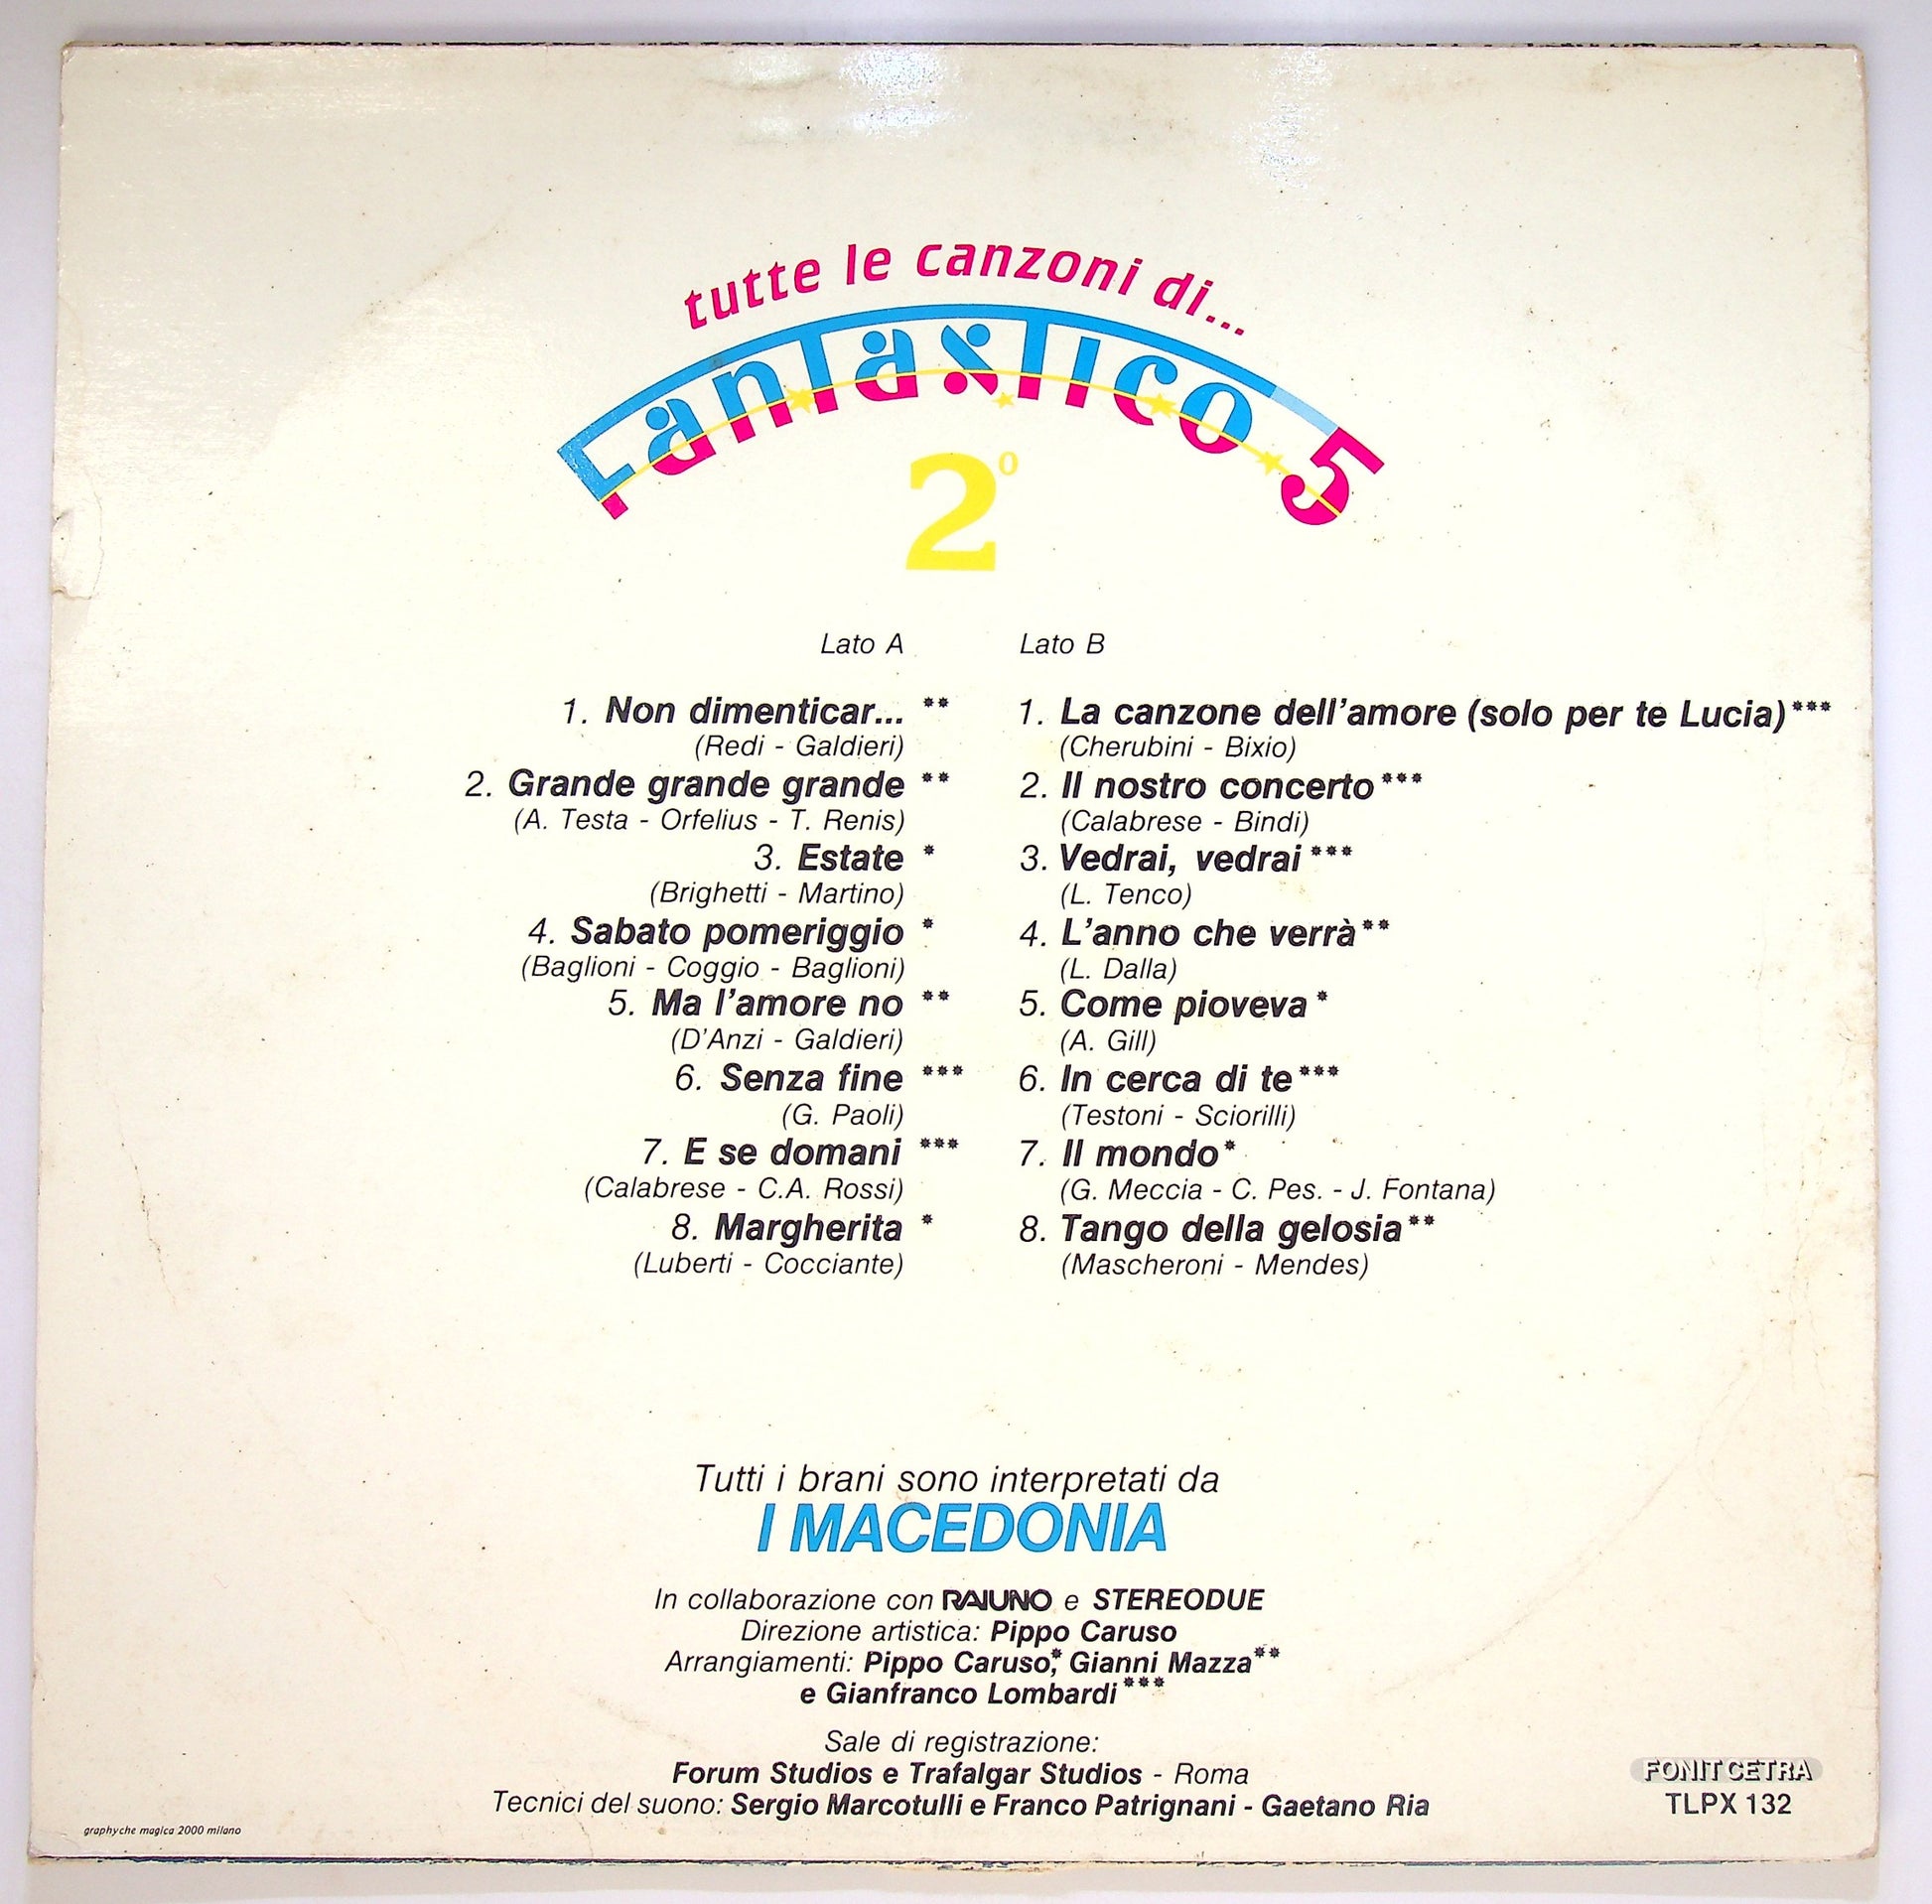 tutte le canzoni di...
Fantastico 5
2º
Lato A
1. Non dimenticar... **
(Redi - Galdieri)
2. Grande grande grande **
(A. Testa - Orfelius - T. Renis)
3. Estate *
(Brighetti - Martino)
4. Sabato pomeriggio *
(Baglioni - Coggio - Baglioni)
5. Ma l'amore no **
(D'Anzi - Galdieri)
6. Senza fine ***
(G. Paoli)
7. E se domani ***
(Calabrese - C.A. Rossi)
8. Margherita *
(Luberti - Cocciante)
Lato B
1. La canzone dell'amore (solo per te Lucia)***
(Cherubini - Bixio)
2. Il nostro concerto***
(Calabrese - Bindi)
3. Vedrai, vedrai***
(L. Tenco)
4. L'anno che verrà**
(L. Dalla)
5. Come pioveva*
(A. Gill)
6. In cerca di te***
(Testoni - Sciorilli)
7. Il mondo*
(G. Meccia - C. Pes. - J. Fontana)
8. Tango della gelosia**
(Mascheroni - Mendes)
Tutti i brani sono interpretati da
I MACEDONIA
In collaborazione con RAIUNO e STEREODUE
Direzione artistica: Pippo Caruso
Arrangiamenti: Pippo Caruso*, Gianni Mazza**
e Gianfranco Lombardi***
Sale di registrazione:
Forum Studios e Trafalgar Studios - Roma
Tecnici del suono: Sergio Marcotulli e Franco Patrignani - Gaetano Ria
FONIT CETRA
TLPX 132
graphyche magica 2000 milano